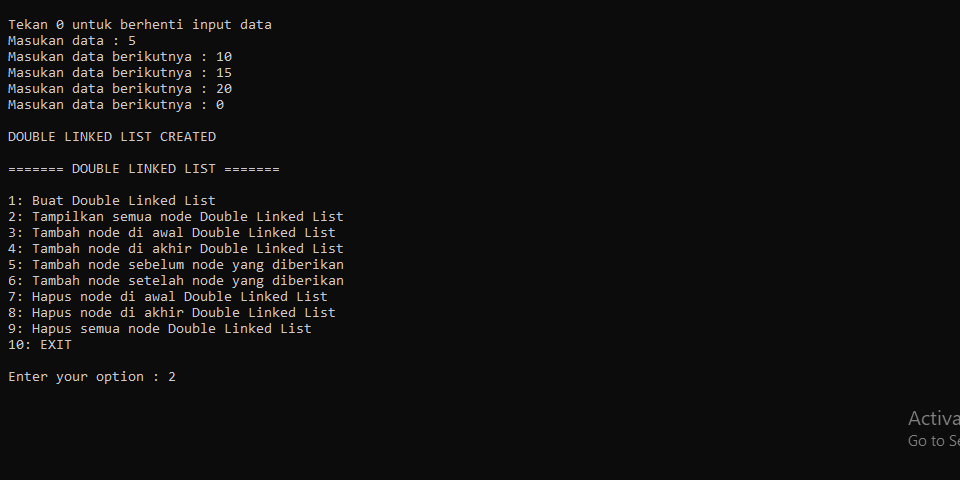 Tekan 0 untuk berhenti input data
Masukan data : 5
Masukan data berikutnya : 10
Masukan data berikutnya : 15
Masukan data berikutnya : 20
Masukan data berikutnya : 0
DOUBLE LINKED LIST CREATED
======= DOUBLE LINKED LIST =======
1: Buat Double Linked List
2: Tampilkan semua node Double Linked List
3: Tambah node di awal Double Linked List
4: Tambah node di akhir Double Linked List
5: Tambah node sebelum node yang diberikan
6: Tambah node setelah node yang diberikan
7: Hapus node di awal Double Linked List
8: Hapus node di akhir Double Linked List
9: Hapus semua node Double Linked List
10: EXIT
Enter your option : 2
Activa
Go to Se